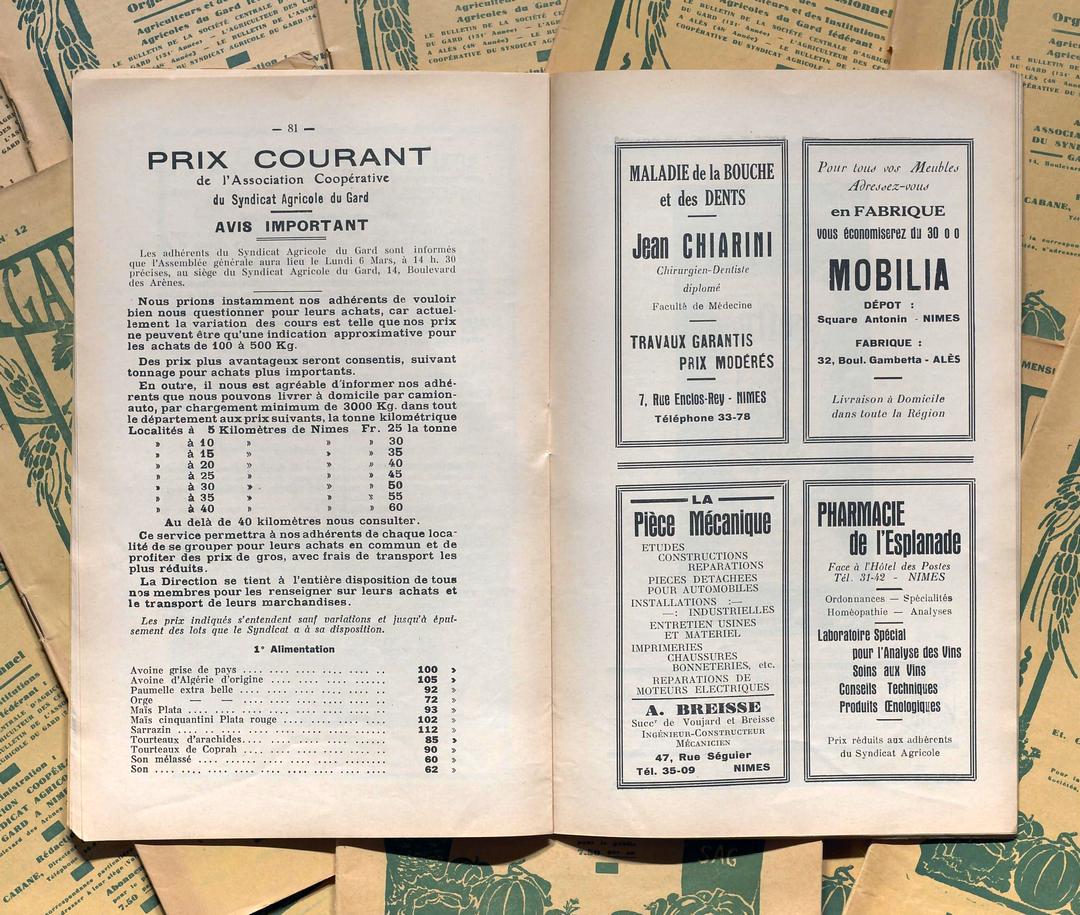 — 81 —
PRIX COURANT
de l'Association Coopérative
du Syndicat Agricole du Gard
AVIS IMPORTANT
Les adhérents du Syndicat Agricole du Gard sont informés
que l'Assemblée générale aura lieu le Lundi 6 Mars, à 14 h. 30
précises, au siège du Syndicat Agricole du Gard, 14, Boulevard
des Arènes.
Nous prions instamment nos adhérents de vouloir
bien nous questionner pour leurs achats, car actuel-
lement la variation des cours est telle que nos prix
ne peuvent être qu'une indication approximative pour
les achats de 100 à 500 Kg.
Des prix plus avantageux seront consentis, suivant
tonnage pour achats plus importants.
En outre, il nous est agréable d'informer nos adhé-
rents que nous pouvons livrer à domicile par camion-
auto, par chargement minimum de 3000 Kg. dans tout
le département aux prix suivants, la tonne kilométrique
Localités à 5 Kilomètres de Nimes Fr. 25 la tonne
» à 10 » » » 30
» à 15 » » » 35
» à 20 » » » 40
» à 25 » » » 45
» à 30 » » » 50
» à 35 » » » 55
» à 40 » » » 60
Au delà de 40 kilomètres nous consulter.
Ce service permettra à nos adhérents de chaque loca-
lité de se grouper pour leurs achats en commun et de
profiter des prix de gros, avec frais de transport les
plus réduits.
La Direction se tient à l'entière disposition de tous
nos membres pour les renseigner sur leurs achats et
le transport de leurs marchandises.
Les prix indiqués s'entendent sauf variations et jusqu'à épui-
sement des lots que le Syndicat a à sa disposition.
1° Alimentation
Avoine grise de pays .... .... .... .... .... 100 »
Avoine d'Algérie d'origine .... .... .... .... 105 »
Paumelle extra belle .... .... .... .... .... 92 »
Orge — — .... .... .... .... .... 72 »
Maïs Plata .... .... .... .... .... .... 93 »
Maïs cinquantini Plata rouge .... .... .... .... 102 »
Sarrazin .... .... .... .... .... .... 112 »
Tourteaux d'arachides.... .... .... .... .... 85 »
Tourteaux de Coprah .... .... .... .... .... 90 »
Son mélassé .... .... .... .... .... .... 60 »
Son .... .... .... .... .... .... .... 62 »
MALADIE de la BOUCHE
et des DENTS
Jean CHIARINI
Chirurgien-Dentiste
diplomé
Faculté de Médecine
TRAVAUX GARANTIS
PRIX MODÉRÉS
7, Rue Enclos-Rey - NIMES
Téléphone 33-78
Pour tous vos Meubles
Adressez-vous
en FABRIQUE
vous économiserez du 30 0 0
MOBILIA
DÉPOT :
Square Antonin - NIMES
FABRIQUE :
32, Boul. Gambetta - ALÈS
Livraison à Domicile
dans toute la Région
LA
Pièce Mécanique
ETUDES
CONSTRUCTIONS
REPARATIONS
PIECES DETACHEES
POUR AUTOMOBILES
INSTALLATIONS :—
—: INDUSTRIELLES
ENTRETIEN USINES
ET MATERIEL
IMPRIMERIES
CHAUSSURES
BONNETERIES, etc.
REPARATIONS DE
MOTEURS ELECTRIQUES
A. BREISSE
Succr de Voujard et Breisse
Ingénieur-Constructeur
Mécanicien
47, Rue Séguier
Tél. 35-09 NIMES
PHARMACIE
de l'Esplanade
Face à l'Hôtel des Postes
Tél. 31-42 - NIMES
Ordonnances — Spécialités
Homéopathie — Analyses
Laboratoire Spécial
pour l'Analyse des Vins
Soins aux Vins
Conseils Techniques
Produits Œnologiques
Prix réduits aux adhérents
du Syndicat Agricole
N° 12
7.50
SAG